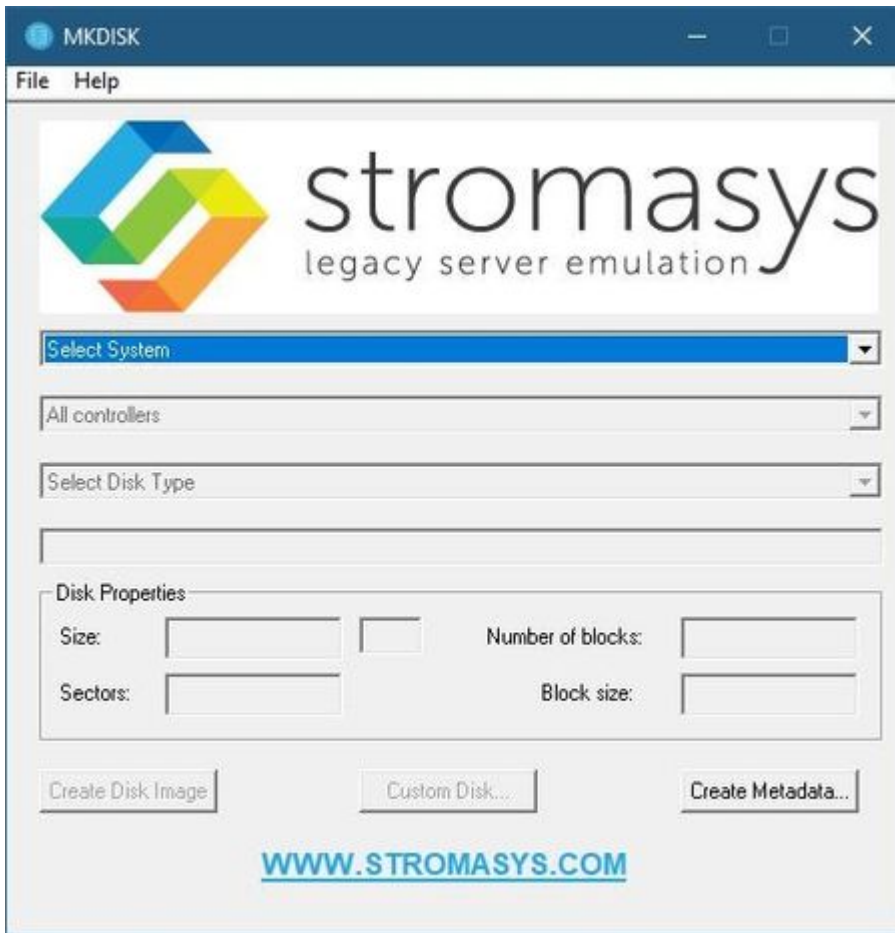 MKDISK
File Help
stromasys
legacy server emulation
Select System
All controllers
Select Disk Type
Disk Properties
Size: Number of blocks:
Sectors: Block size:
Create Disk Image Custom Disk... Create Metadata...
WWW.STROMASYS.COM